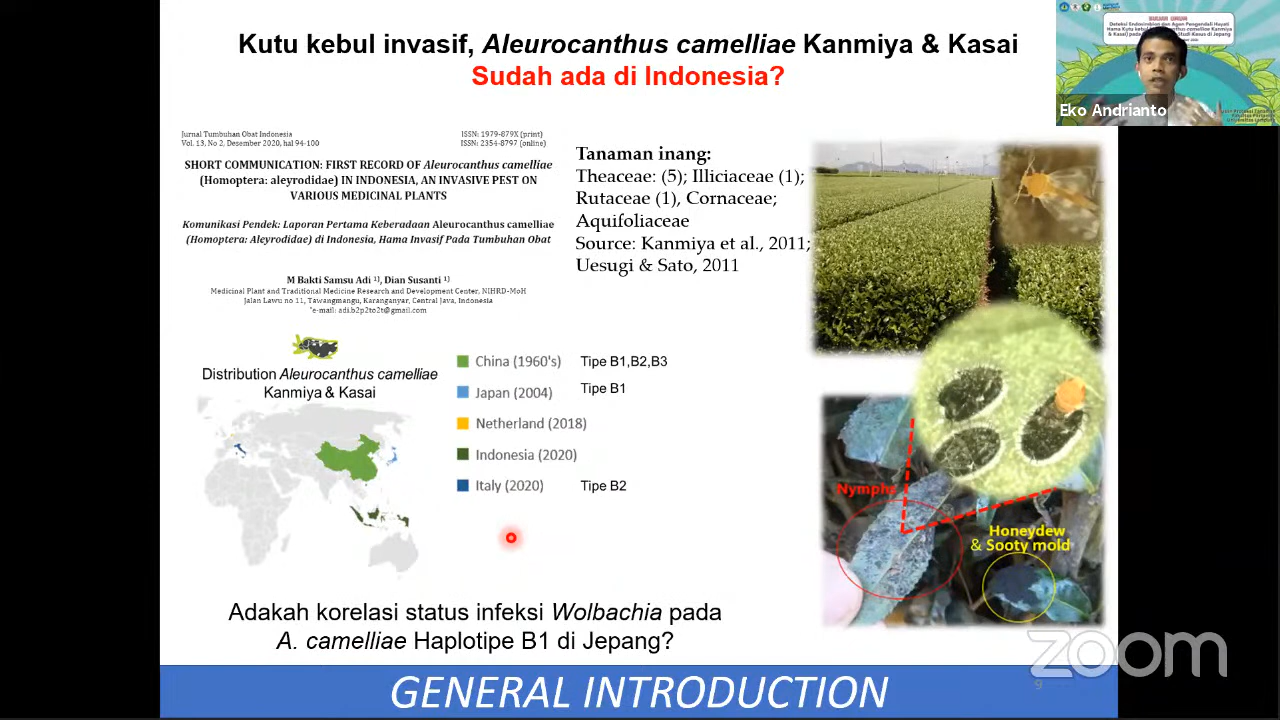 Kutu kebul invasif, Aleurocanthus camelliae Kanmiya & Kasai
Sudah ada di Indonesia?
Jurnal Tumbuhan Obat Indonesia
Vol. 13, No 2, Desember 2020, hal 94-100
ISSN: 1979-879X (print)
ISSN: 2354-8797 (online)
SHORT COMMUNICATION: FIRST RECORD OF Aleurocanthus camelliae
(Homoptera: aleyrodidae) IN INDONESIA, AN INVASIVE PEST ON
VARIOUS MEDICINAL PLANTS
Komunikasi Pendek: Laporan Pertama Keberadaan Aleurocanthus camelliae
(Homoptera: Aleyrodidae) di Indonesia, Hama Invasif Pada Tumbuhan Obat
M Bakti Samsu Adi 1), Dian Susanti 1)
Medicinal Plant and Traditional Medicine Research and Development Center, NIHRD-MoH
Jalan Lawu no 11, Tawangmangu, Karanganyar, Central Java, Indonesia
*e-mail: adi.b2p2to2t@gmail.com
Tanaman inang:
Theaceae: (5); Illiciaceae (1);
Rutaceae (1), Cornaceae;
Aquifoliaceae
Source: Kanmiya et al., 2011;
Uesugi & Sato, 2011
Distribution Aleurocanthus camelliae
Kanmiya & Kasai
China (1960's) Tipe B1,B2,B3
Japan (2004) Tipe B1
Netherland (2018)
Indonesia (2020)
Italy (2020) Tipe B2
Nymphs
Honeydew
& Sooty mold
Adakah korelasi status infeksi Wolbachia pada
A. camelliae Haplotipe B1 di Jepang?
GENERAL INTRODUCTION
9
zoom
Eko Andrianto